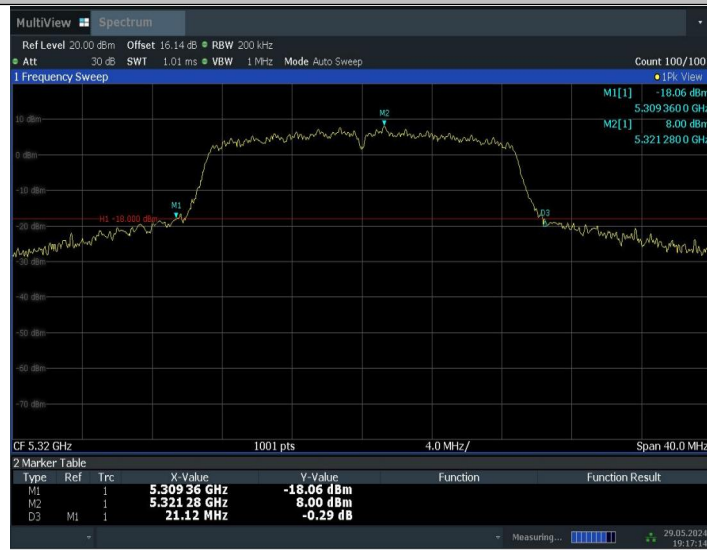 MultiView Spectrum
Ref Level 20.00 dBm Offset 16.14 dB RBW 200 kHz
Att 30 dB SWT 1.01 ms VBW 1 MHz Mode Auto Sweep Count 100/100
1 Frequency Sweep 1Pk View
M1[1] -18.06 dBm
5.3093600 GHz
M2[1] 8.00 dBm
5.3212800 GHz
M2
10 dBm
0 dBm
-10 dBm
M1
H1 -18.000 dBm
D3
-20 dBm
-30 dBm
-40 dBm
-50 dBm
-60 dBm
-70 dBm
CF 5.32 GHz 1001 pts 4.0 MHz/ Span 40.0 MHz
2 Marker Table
Type Ref Trc X-Value Y-Value Function Function Result
M1 1 5.309 36 GHz -18.06 dBm
M2 1 5.321 28 GHz 8.00 dBm
D3 M1 1 21.12 MHz -0.29 dB
Measuring... 29.05.2024
19:17:14